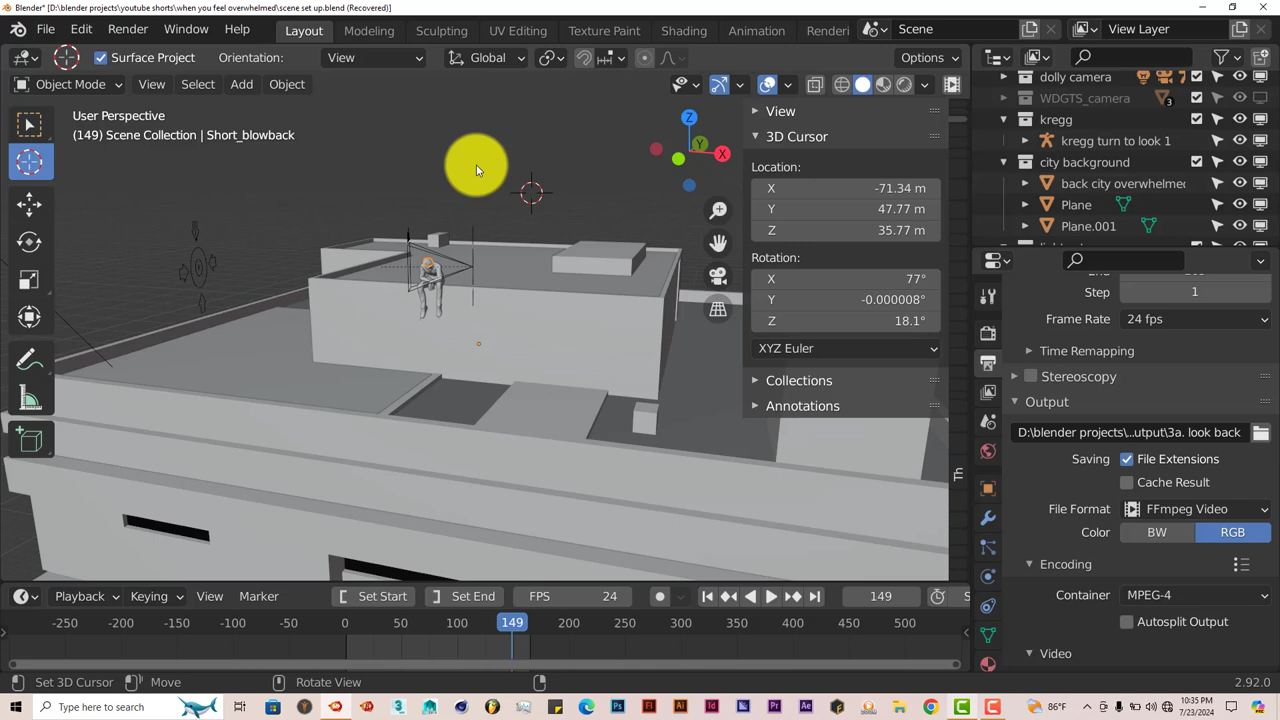 Blender* [D:\blender projects\youtube shorts\when you feel overwhelmed\scene set up.blend (Recovered)]
File Edit Render Window Help Layout Modeling Sculpting UV Editing Texture Paint Shading Animation Renderi Scene View Layer
Surface Project Orientation: View Global Options
Object Mode View Select Add Object
User Perspective
(149) Scene Collection | Short_blowback
Z
Y
X
View
3D Cursor
Location:
X -71.34 m
Y 47.77 m
Z 35.77 m
Rotation:
X 77°
Y -0.000008°
Z 18.1°
XYZ Euler
Collections
Annotations
Th
dolly camera
WDGTS_camera 3
kregg
kregg turn to look 1
city background
back city overwhelmed
Plane
Plane.001
Step 1
Frame Rate 24 fps
Time Remapping
Stereoscopy
Output
D:\blender projects\...utput\3a. look back
Saving File Extensions
Cache Result
File Format FFmpeg Video
Color BW RGB
Encoding
Container MPEG-4
Autosplit Output
Video
Playback Keying View Marker Set Start Set End FPS 24 149 S
-250 -200 -150 -100 -50 0 50 100 149 200 250 300 350 400 450 500
Set 3D Cursor Move Rotate View 2.92.0
Type here to search 86°F 10:35 PM
7/23/2024